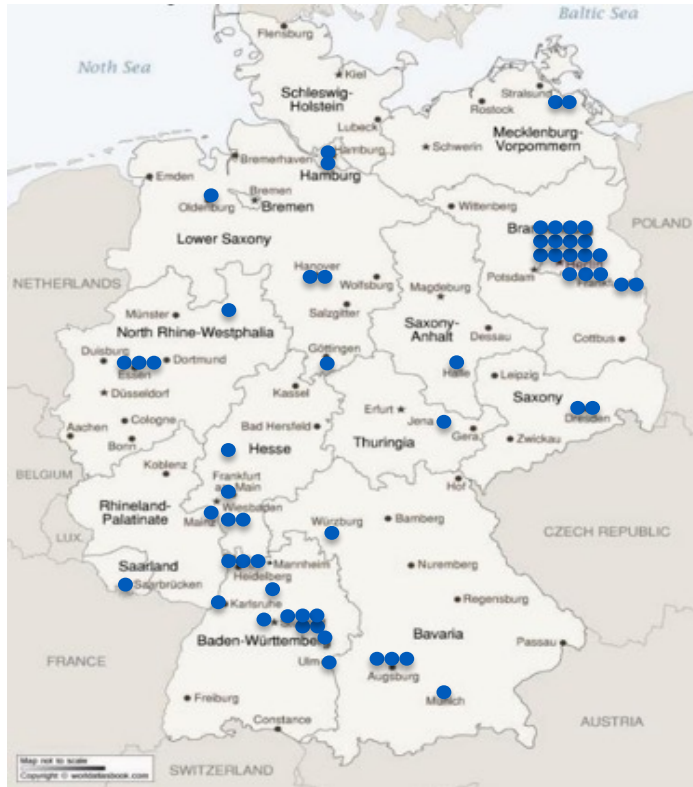 Baltic Sea
Flensburg
Noth Sea
Kiel
Schleswig-
Holstein
Stralsund
Rostock
Lubeck
Mecklenburg-
Vorpommern
Schwerin
Hamburg
Bremerhaven
Hamburg
Emden
Bremen
Oldenburg
Bremen
Wittenberg
POLAND
Lower Saxony
Hanover
NETHERLANDS
Wolfsburg
Potsdam
Magdeburg
Münster
Salzgitter
North Rhine-Westphalia
Saxony-
Anhalt
Dessau
Cottbus
Duisburg
Dortmund
Göttingen
Essen
Halle
Leipzig
Düsseldorf
Kassel
Saxony
Erfurt
Dresden
Cologne
Jena
Aachen
Bad Hersfeld
Gera
Zwickau
Bonn
Hesse
Thuringia
Koblenz
BELGIUM
Frankfurt
am Main
Hof
Rhineland-
Palatinate
Wiesbaden
Mainz
Würzburg
Bamberg
LUX.
CZECH REPUBLIC
Saarland
Mannheim
Nuremberg
Heidelberg
Saarbrücken
Karlsruhe
Regensburg
Bavaria
Passau
FRANCE
Ulm
Augsburg
Freiburg
Munich
Constance
AUSTRIA
Map not to scale
Copyright © worldatlasbook.com
SWITZERLAND